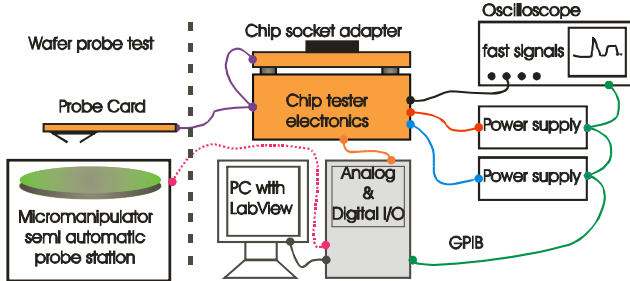 Wafer probe test
Probe Card
Micromanipulator
semi automatic
probe station
Chip socket adapter
Chip tester
electronics
PC with
LabView
Analog
&
Digital I/O
Oscilloscope
fast signals
Power supply
Power supply
GPIB